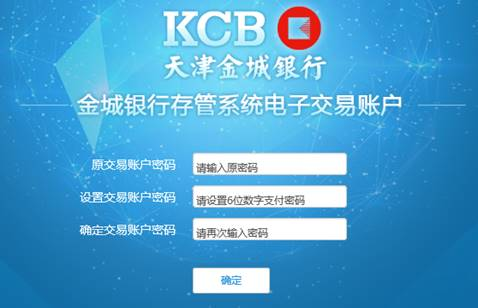 KCB
天津金城银行
金城银行存管系统电子交易账户
原交易账户密码 请输入原密码
设置交易账户密码 请设置6位数字支付密码
确定交易账户密码 请再次输入密码
确定